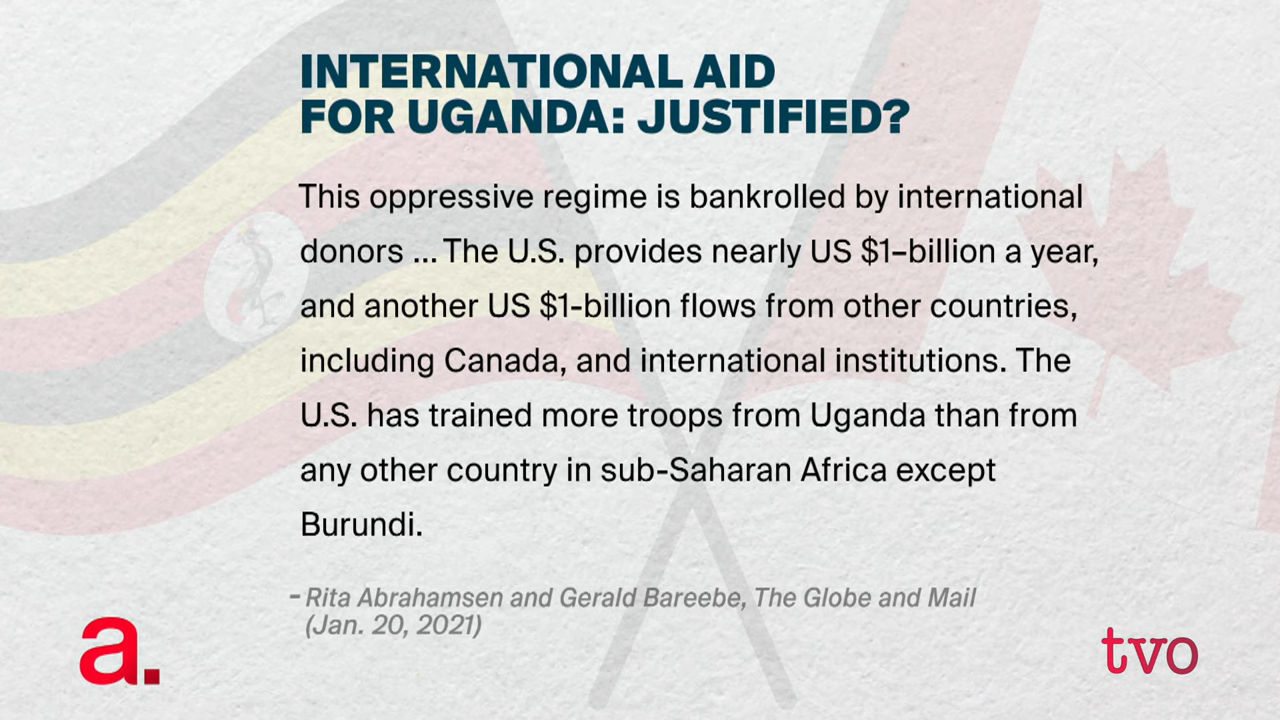 INTERNATIONAL AID
FOR UGANDA: JUSTIFIED?
This oppressive regime is bankrolled by international
donors ... The U.S. provides nearly US $1–billion a year,
and another US $1-billion flows from other countries,
including Canada, and international institutions. The
U.S. has trained more troops from Uganda than from
any other country in sub-Saharan Africa except
Burundi.
– Rita Abrahamsen and Gerald Bareebe, The Globe and Mail
(Jan. 20, 2021)
a.
tvo